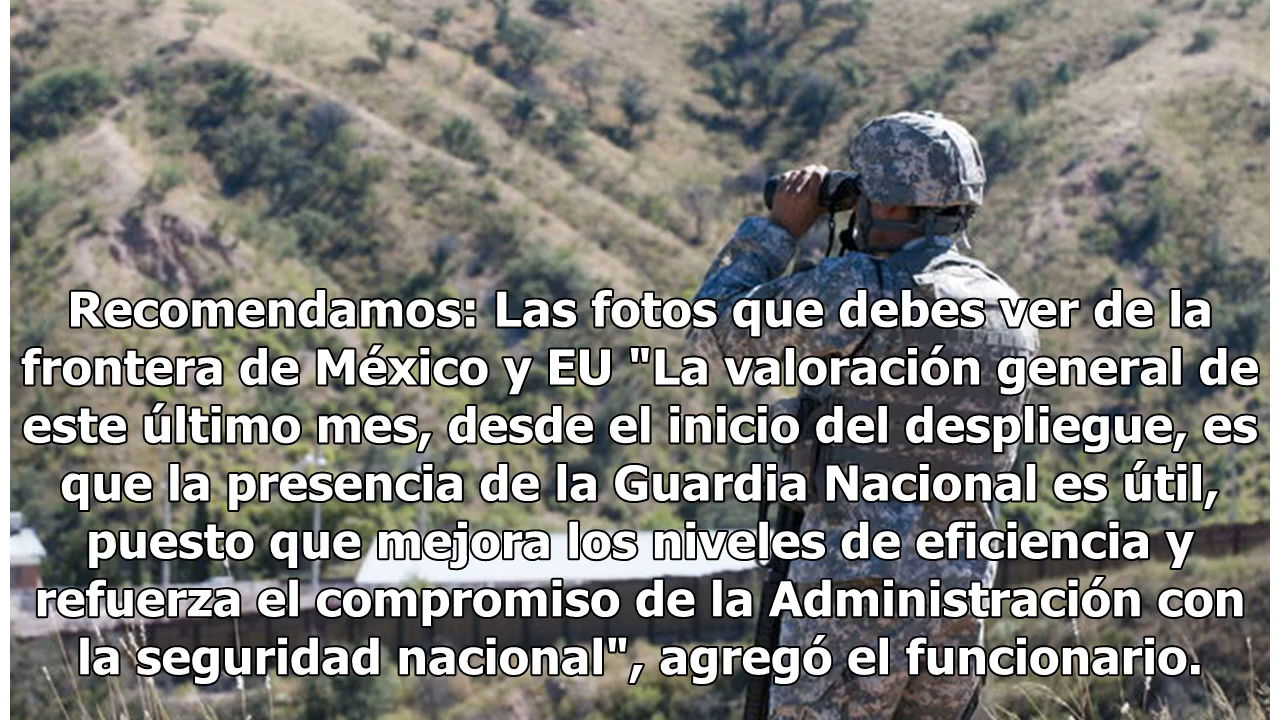 Recomendamos: Las fotos que debes ver de la
frontera de México y EU "La valoración general de
este último mes, desde el inicio del despliegue, es
que la presencia de la Guardia Nacional es útil,
puesto que mejora los niveles de eficiencia y
refuerza el compromiso de la Administración con
la seguridad nacional", agregó el funcionario.